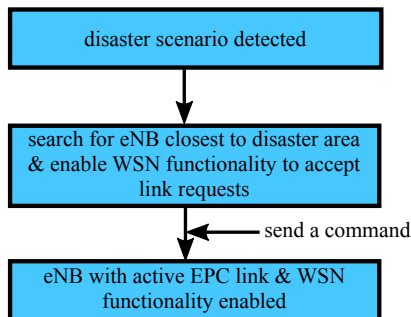 disaster scenario detected
search for eNB closest to disaster area
& enable WSN functionality to accept
link requests
send a command
eNB with active EPC link & WSN
functionality enabled